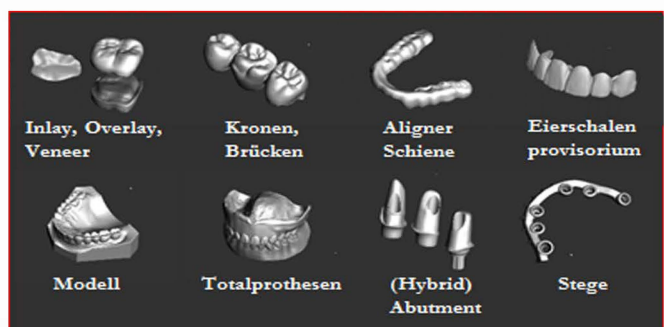 Inlay, Overlay,
Veneer
Kronen,
Brücken
Aligner
Schiene
Eierschalen
provisorium
Modell
Totalprothesen
(Hybrid)
Abutment
Stege